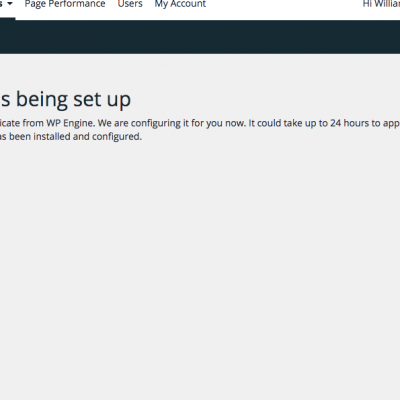 s Page Performance Users My Account Hi Willia
s being set up
icate from WP Engine. We are configuring it for you now. It could take up to 24 hours to app
as been installed and configured.